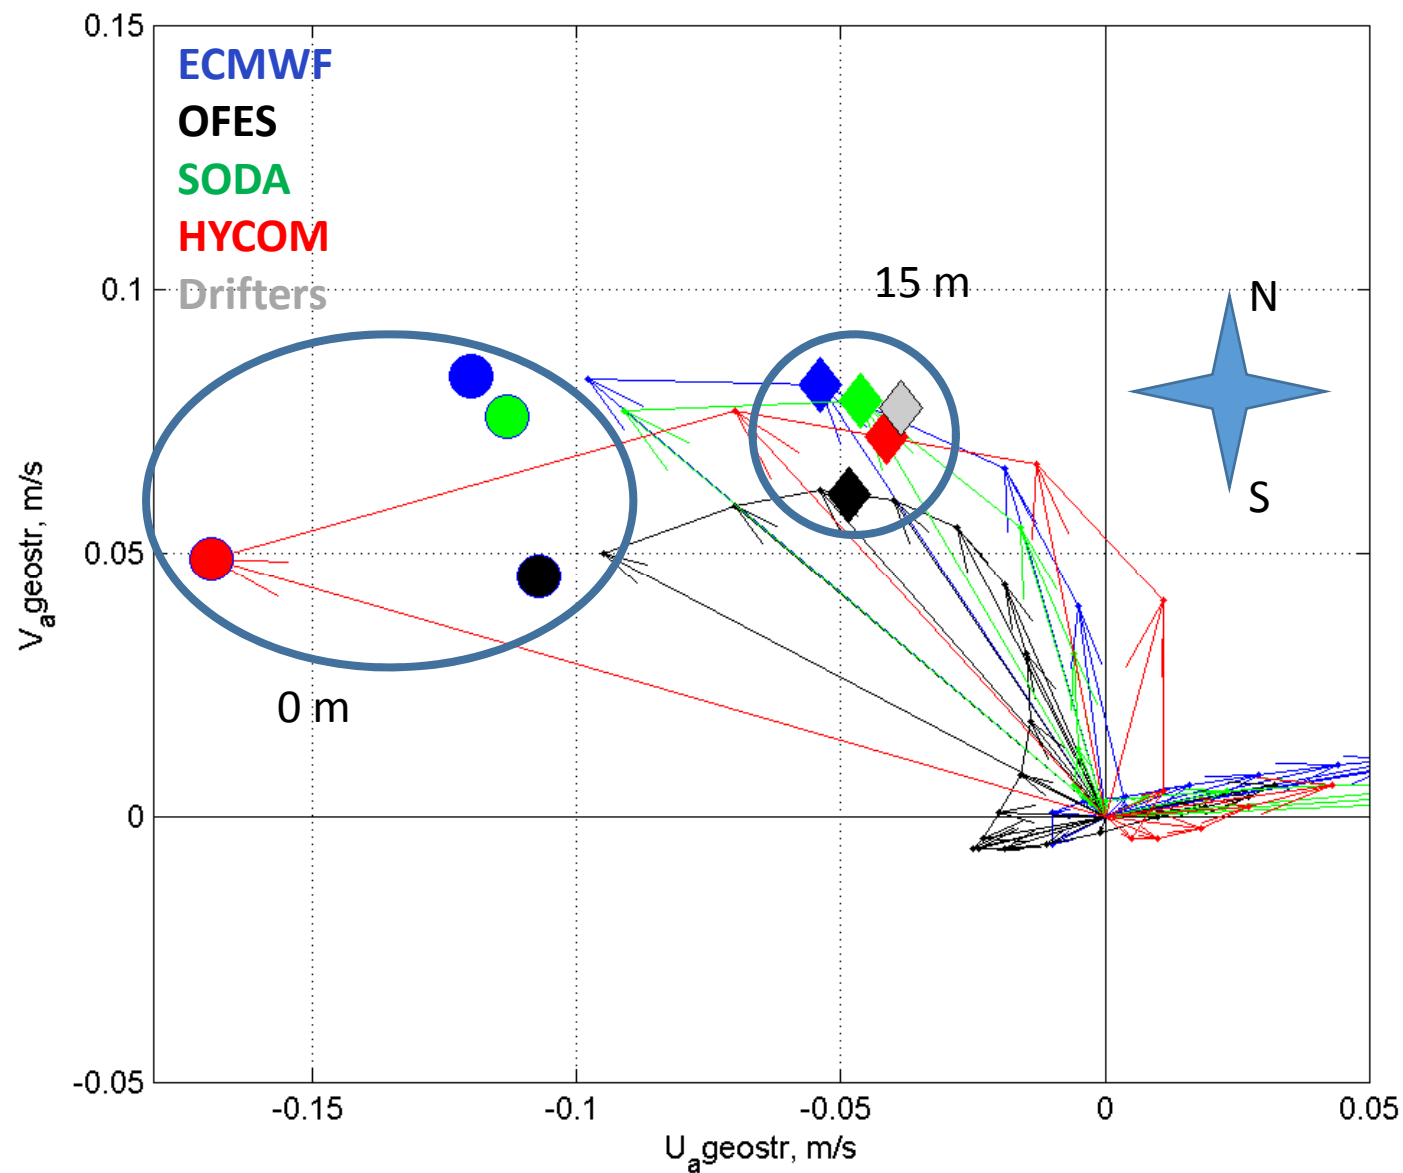 0.15
ECMWF
OFES
SODA
HYCOM
Drifters
15 m
0.1
N
S
0.05
0 m
0
-0.05
-0.15
-0.1
-0.05
0
0.05
V_a geostr, m/s
U_a geostr, m/s